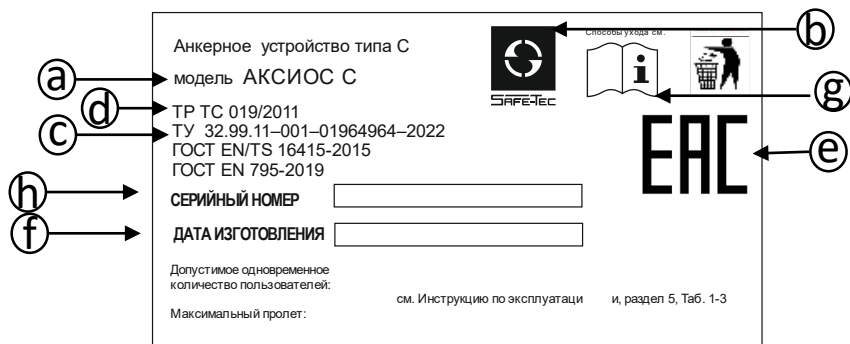 Анкерное устройство типа С
модель АКСИОС С
SAFE-TEC
Способы ухода см.
i
ТР ТС 019/2011
ТУ 32.99.11–001–01964964–2022
ГОСТ EN/TS 16415-2015
ГОСТ EN 795-2019
EAC
СЕРИЙНЫЙ НОМЕР
ДАТА ИЗГОТОВЛЕНИЯ
Допустимое одновременное
количество пользователей:
см. Инструкцию по эксплуатаци и, раздел 5, Таб. 1-3
Максимальный пролет:
a
d
c
h
f
b
g
e